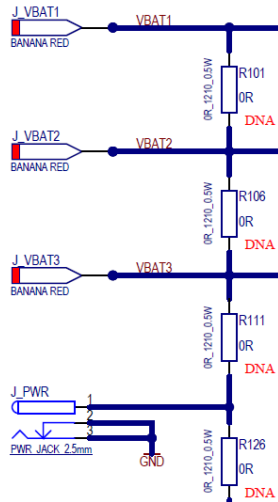 J_VBAT1
VBAT1
BANANA RED
0R_1210_0.5W
R101
0R
DNA
J_VBAT2
VBAT2
BANANA RED
0R_1210_0.5W
R106
0R
DNA
J_VBAT3
VBAT3
BANANA RED
0R_1210_0.5W
R111
0R
DNA
J_PWR
1
2
3
PWR JACK 2.5mm
GND
0R_1210_0.5W
R126
0R
DNA